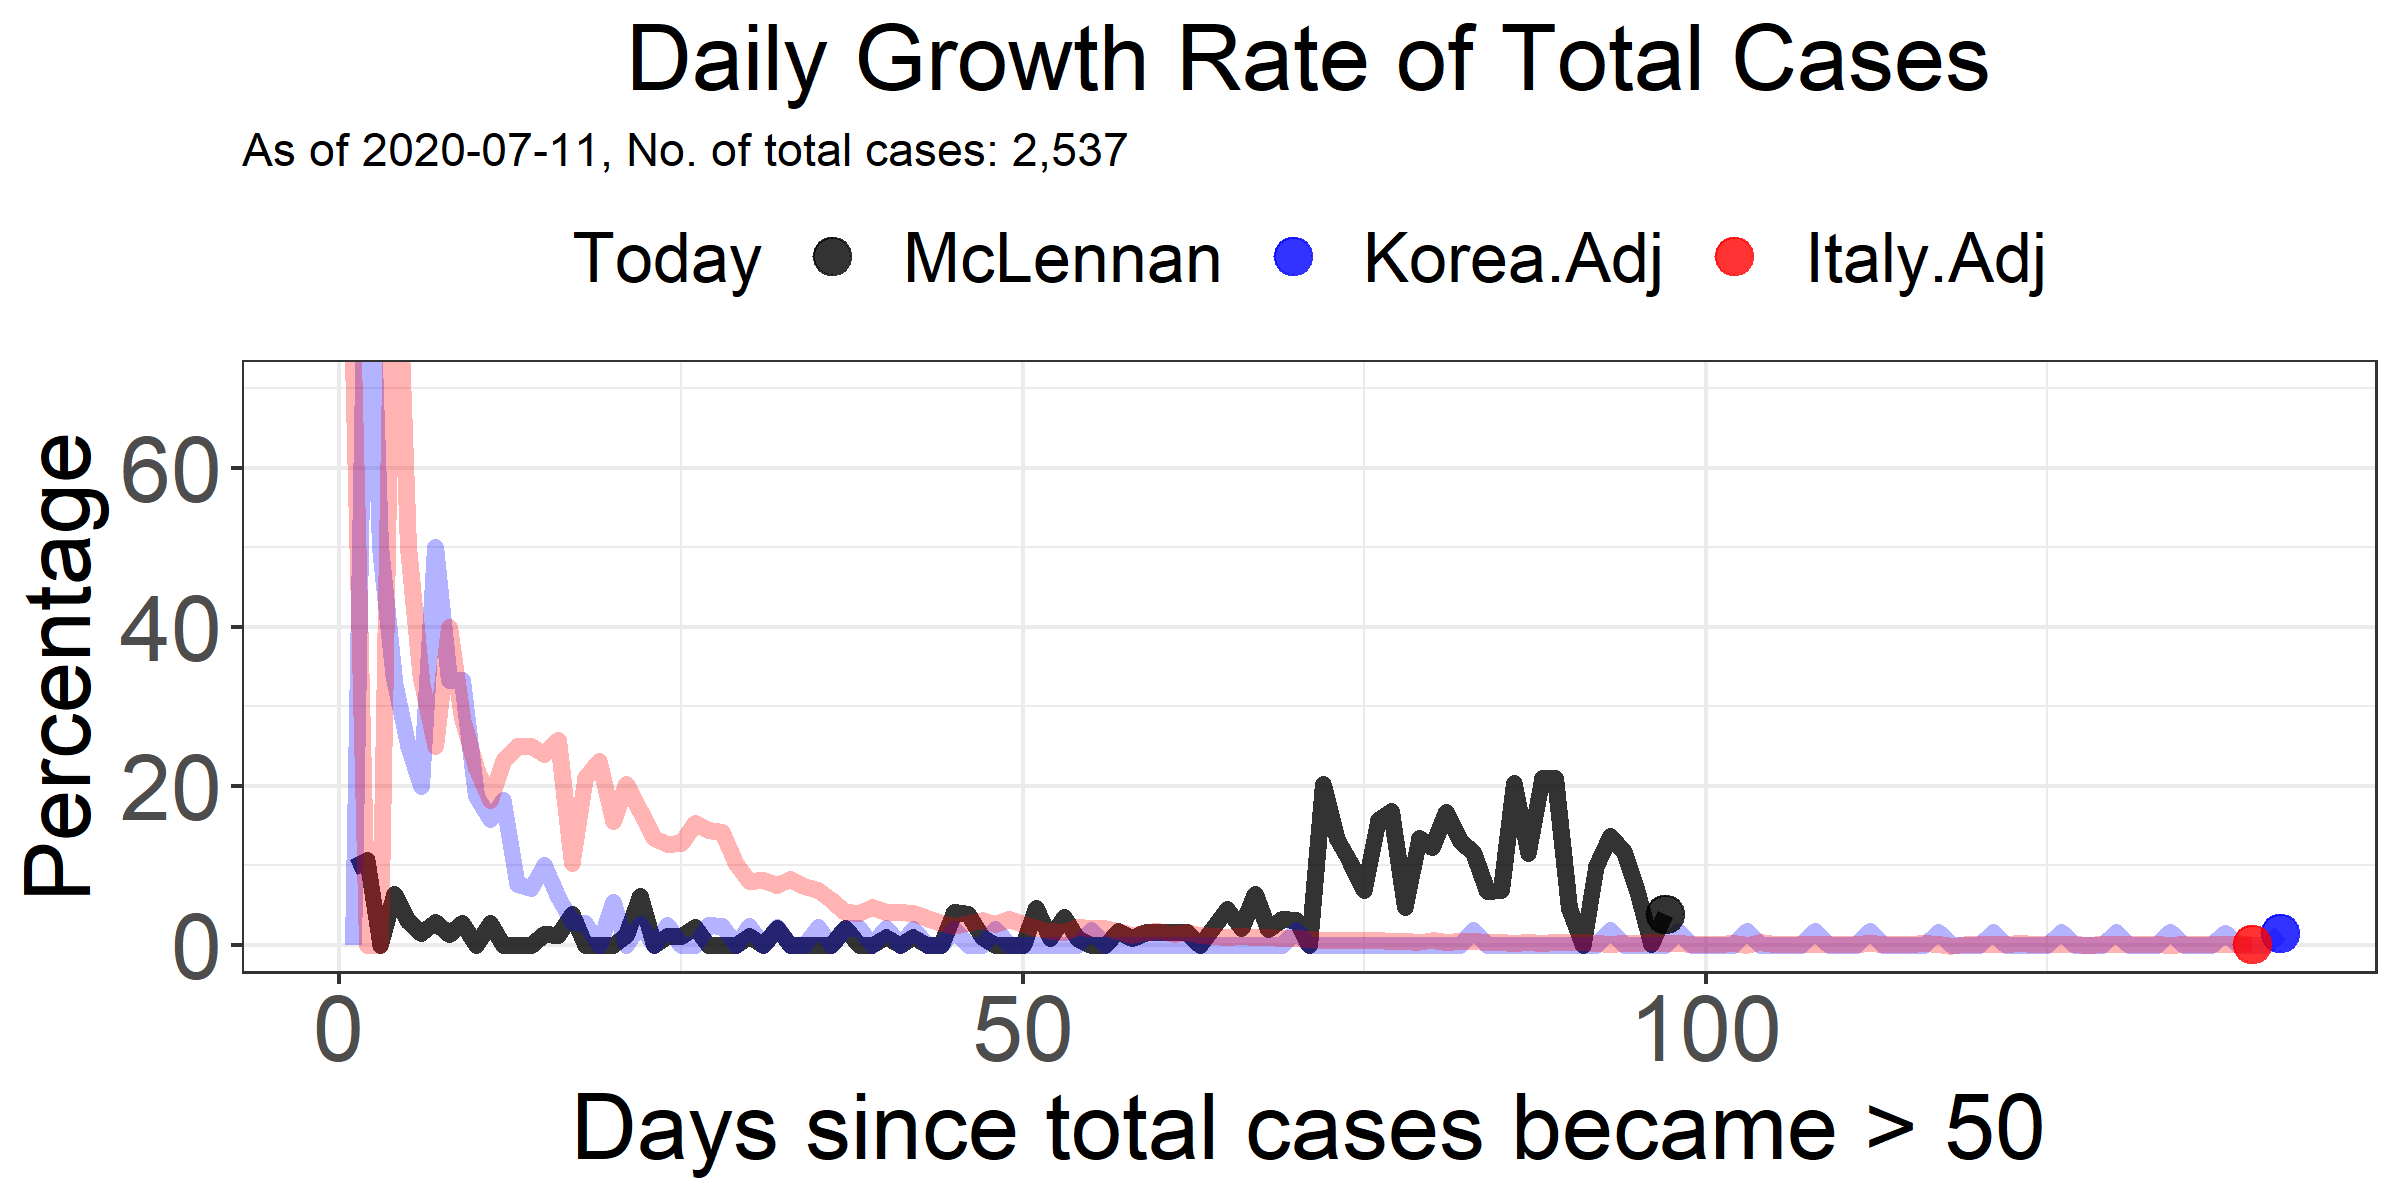 Daily Growth Rate of Total Cases
As of 2020-07-11, No. of total cases: 2,537
Today McLennan Korea.Adj Italy.Adj
Percentage
60
40
20
0
0 50 100
Days since total cases became > 50